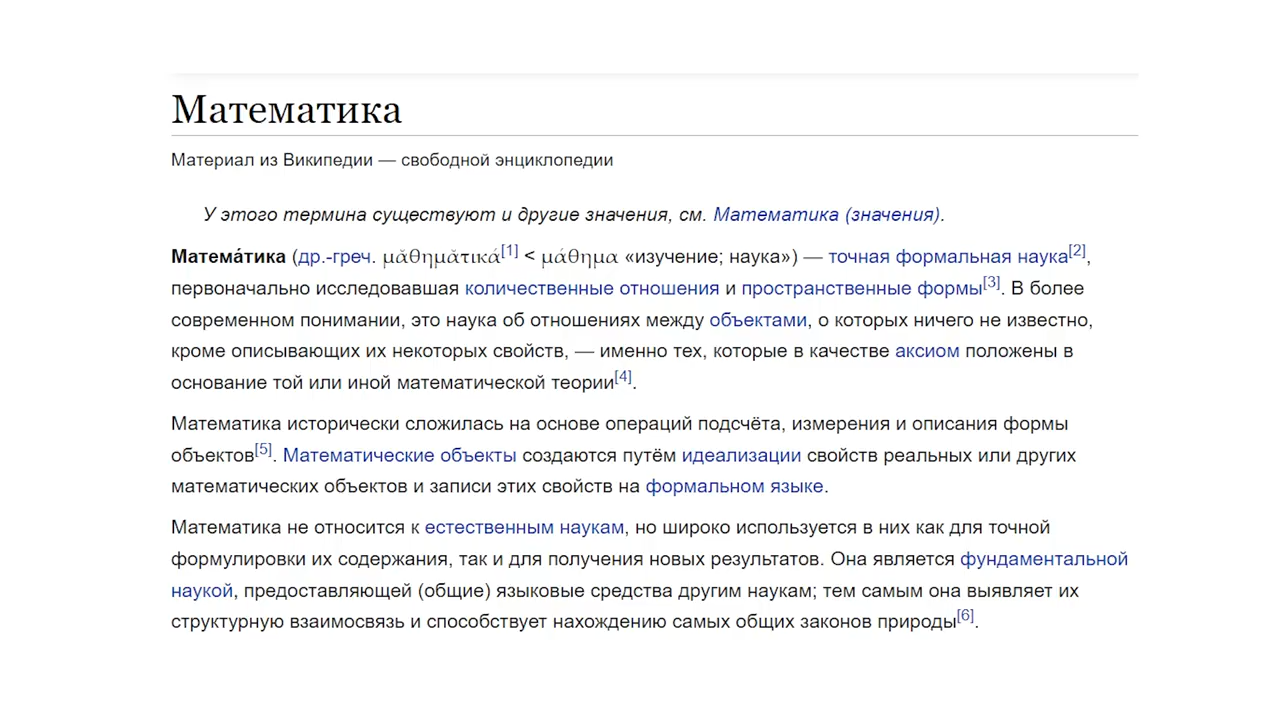 Математика
Материал из Википедии — свободной энциклопедии
У этого термина существуют и другие значения, см. Математика (значения).
Матема́тика (др.-греч. μᾰθημᾰτικά[1] < μάθημα «изучение; наука») — точная формальная наука[2],
первоначально исследовавшая количественные отношения и пространственные формы[3]. В более
современном понимании, это наука об отношениях между объектами, о которых ничего не известно,
кроме описывающих их некоторых свойств, — именно тех, которые в качестве аксиом положены в
основание той или иной математической теории[4].
Математика исторически сложилась на основе операций подсчёта, измерения и описания формы
объектов[5]. Математические объекты создаются путём идеализации свойств реальных или других
математических объектов и записи этих свойств на формальном языке.
Математика не относится к естественным наукам, но широко используется в них как для точной
формулировки их содержания, так и для получения новых результатов. Она является фундаментальной
наукой, предоставляющей (общие) языковые средства другим наукам; тем самым она выявляет их
структурную взаимосвязь и способствует нахождению самых общих законов природы[6].